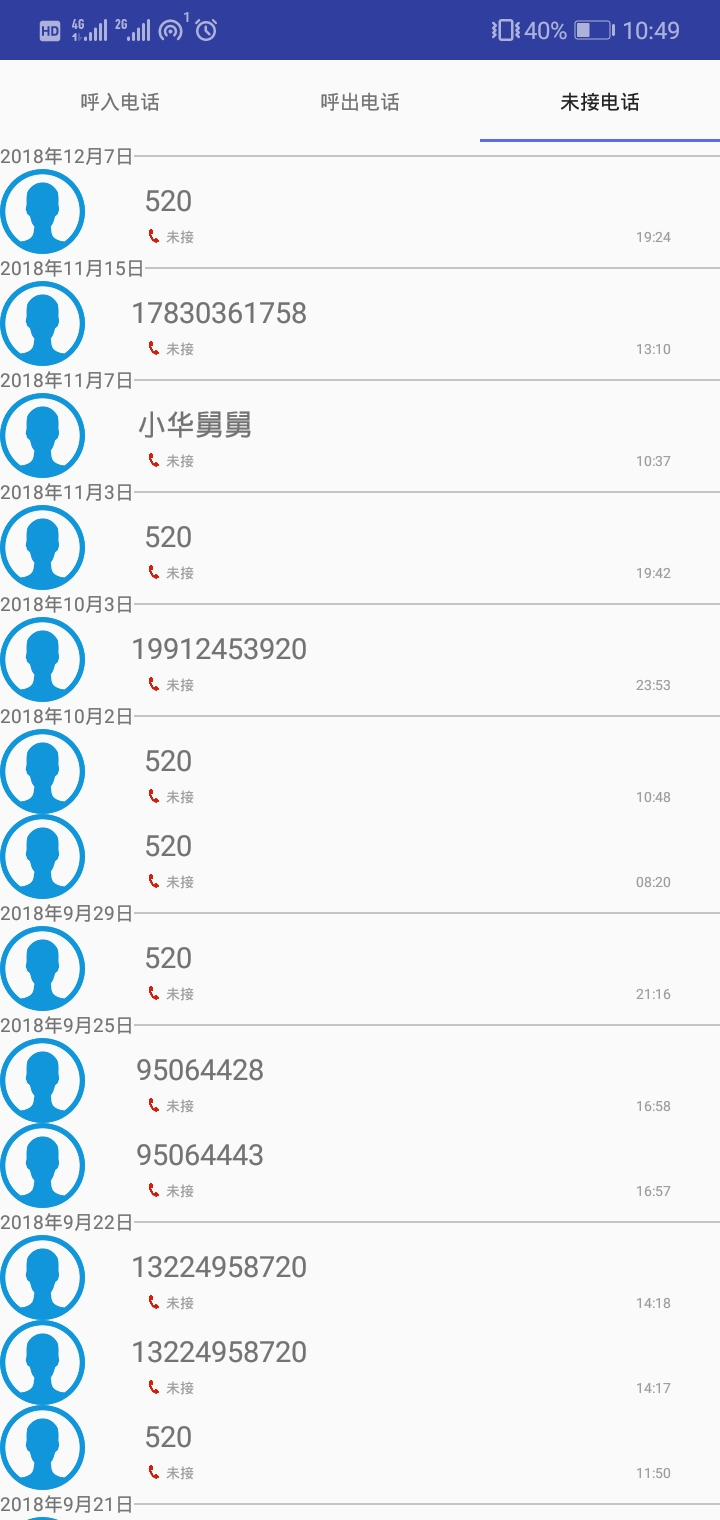 HD 4G 2G 1 40% 10:49
呼入电话 呼出电话 未接电话
2018年12月7日
520
未接 19:24
2018年11月15日
17830361758
未接 13:10
2018年11月7日
小华舅舅
未接 10:37
2018年11月3日
520
未接 19:42
2018年10月3日
19912453920
未接 23:53
2018年10月2日
520
未接 10:48
520
未接 08:20
2018年9月29日
520
未接 21:16
2018年9月25日
95064428
未接 16:58
95064443
未接 16:57
2018年9月22日
13224958720
未接 14:18
13224958720
未接 14:17
520
未接 11:50
2018年9月21日